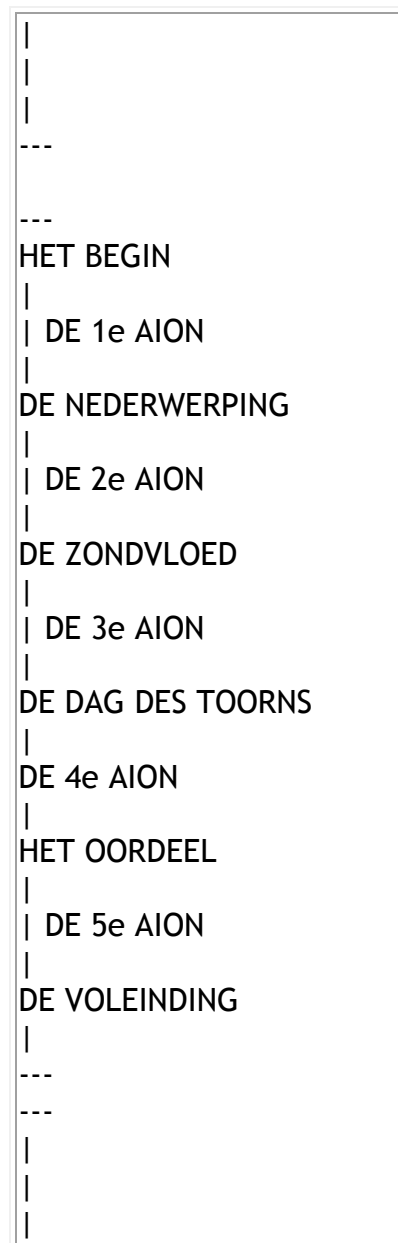 |
|
|
---
---
HET BEGIN
|
| DE 1e AION
|
DE NEDERWERPING
|
| DE 2e AION
|
DE ZONDVLOED
|
| DE 3e AION
|
DE DAG DES TOORNS
|
DE 4e AION
|
HET OORDEEL
|
| DE 5e AION
|
DE VOLEINDING
|
---
---
|
|
|